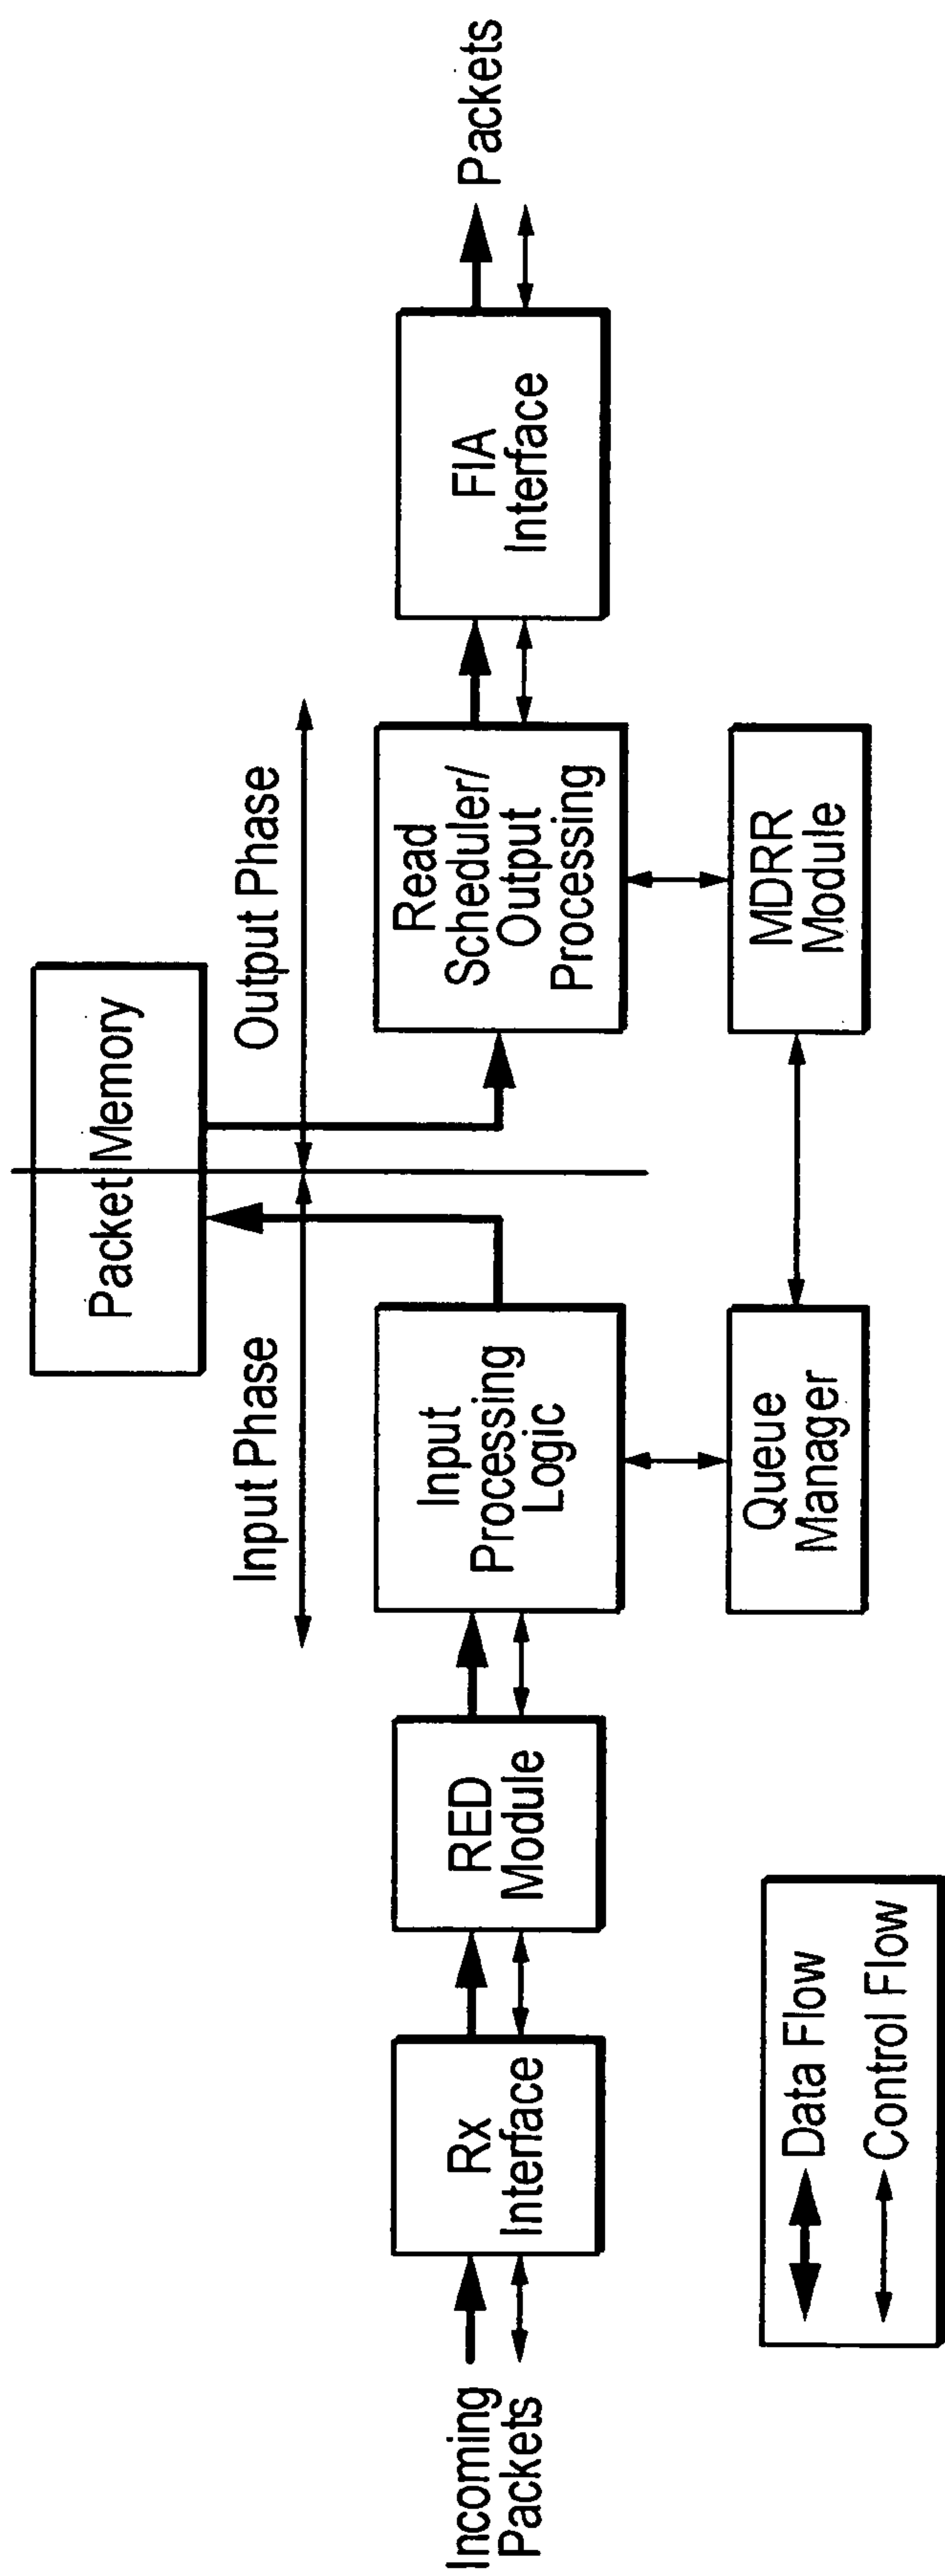 Packet Memory
Input Phase
Output Phase
Incoming
Packets
Rx
Interface
RED
Module
Input
Processing
Logic
Read
Scheduler/
Output
Processing
FIA
Interface
Packets
Queue
Manager
MDRR
Module
Data Flow
Control Flow